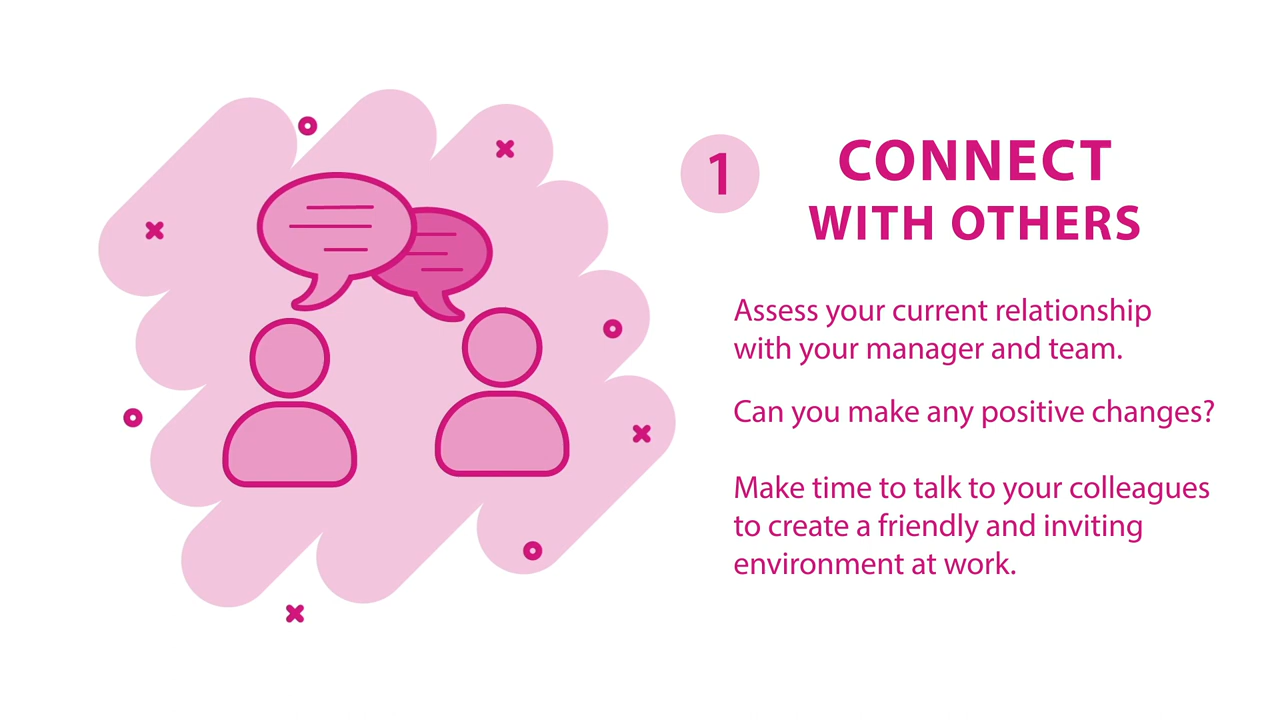 1
CONNECT
WITH OTHERS
Assess your current relationship
with your manager and team.
Can you make any positive changes?
Make time to talk to your colleagues
to create a friendly and inviting
environment at work.